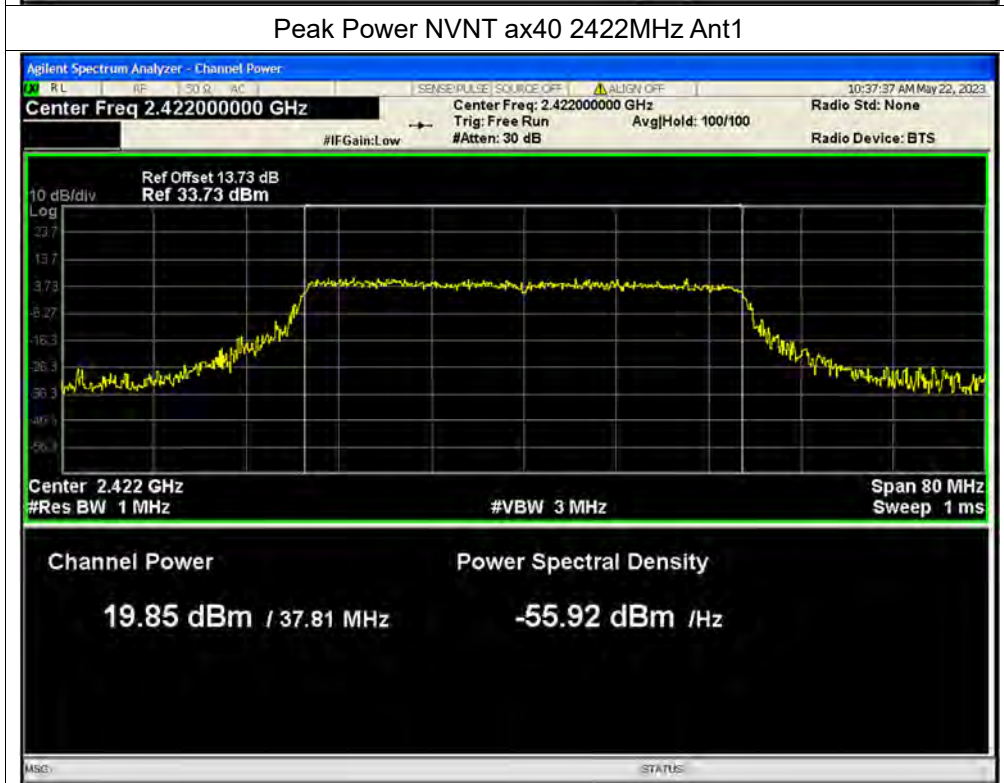 Peak Power NVNT ax40 2422MHz Ant1
Agilent Spectrum Analyzer - Channel Power
RL RF 50 Ω AC SENSE:PULSE SOURCE OFF ALIGN OFF 10:37:37 AM May 22, 2023
Center Freq 2.422000000 GHz Center Freq: 2.422000000 GHz Radio Std: None
Trig: Free Run Avg|Hold: 100/100
#IFGain:Low #Atten: 30 dB Radio Device: BTS
Ref Offset 13.73 dB
10 dB/div Ref 33.73 dBm
Log
23.7
13.7
3.73
-6.27
-16.3
-26.3
-36.3
-46.3
-56.3
Center 2.422 GHz Span 80 MHz
#Res BW 1 MHz #VBW 3 MHz Sweep 1 ms
Channel Power Power Spectral Density
19.85 dBm / 37.81 MHz -55.92 dBm /Hz
MSG STATUS